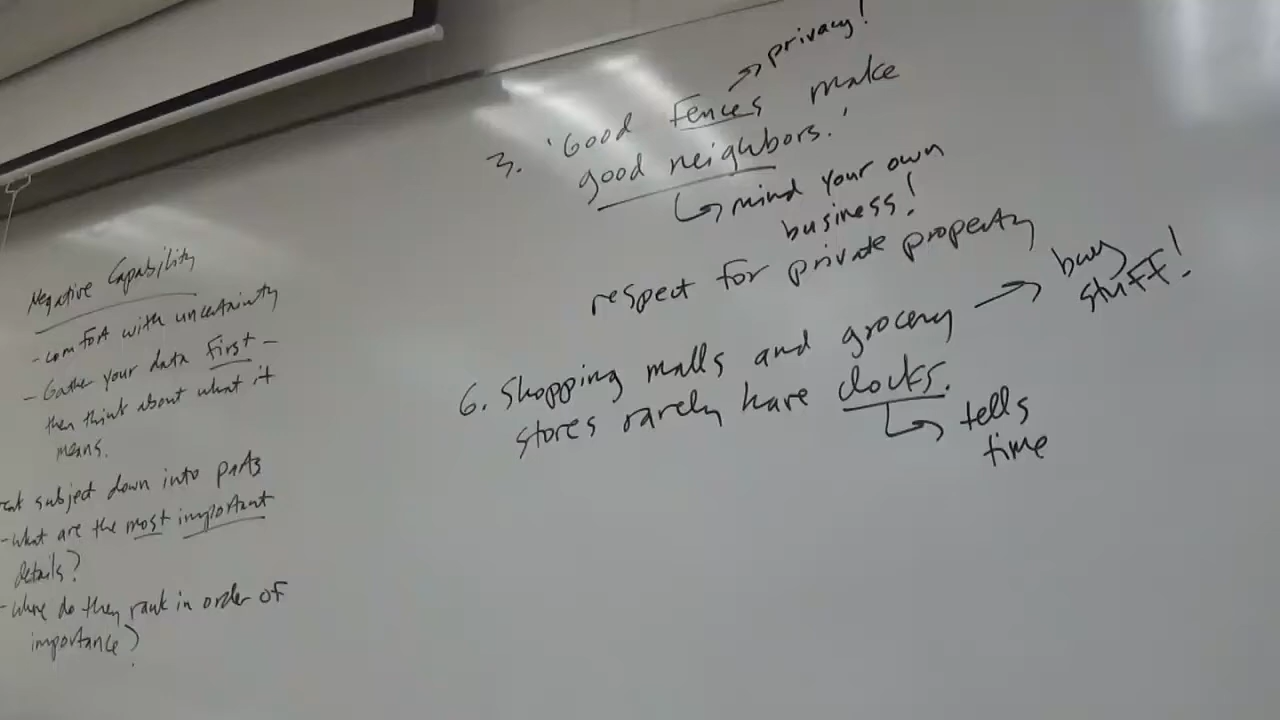 Negative Capability
- comfort with uncertainty
- Gather your data first -
then think about what it
means.
subject down into parts
- what are the most important
details?
- where do they rank in order of
importance?
privacy!
3. 'Good Fences make
good neighbors.'
mind your own
business!
respect for private property
6. Shopping malls and grocery → buy
stuff!
stores rarely have clocks.
tells
time